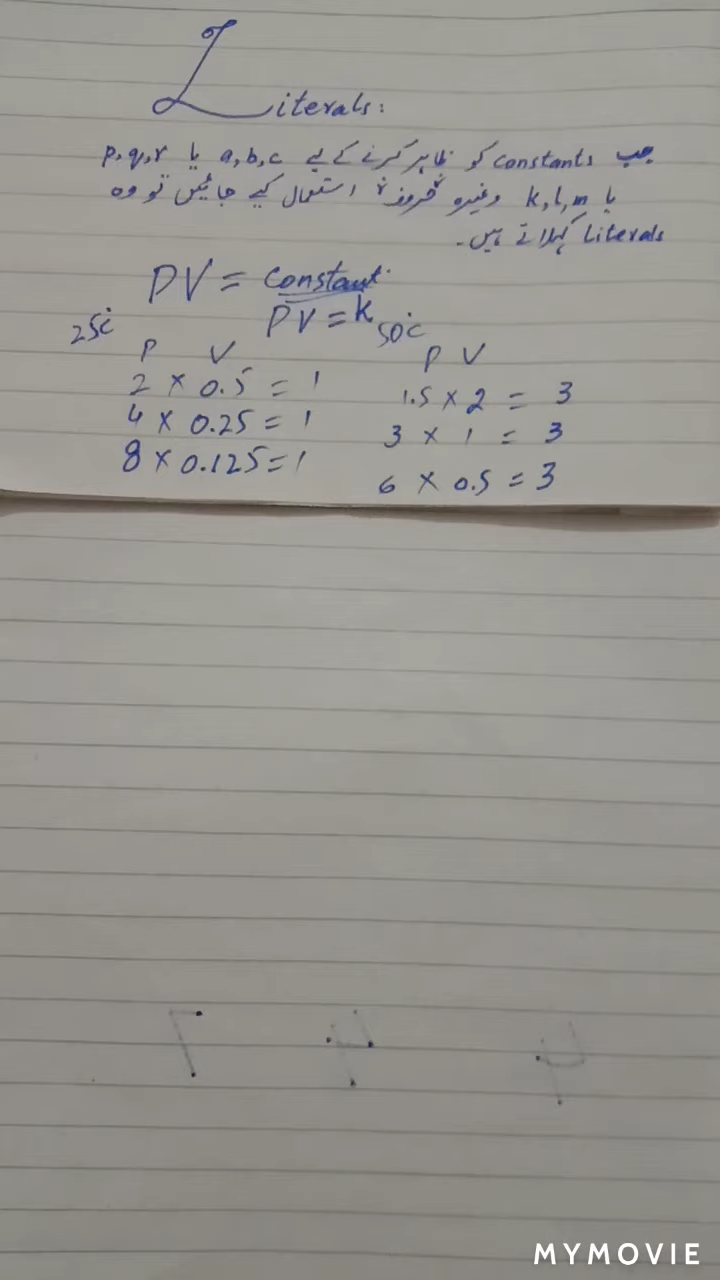 Literals:
جب constants کو ظاہر کرنے کے لیے a,b,c یا p,q,r
یا k,l,m وغیرہ حروف استعمال کیے جائیں تو وہ
Literals کہلاتے ہیں۔
PV = constant
PV = k
25c 50c
P V P V
2 × 0.5 = 1 1.5 × 2 = 3
4 × 0.25 = 1 3 × 1 = 3
8 × 0.125 = 1 6 × 0.5 = 3
MYMOVIE